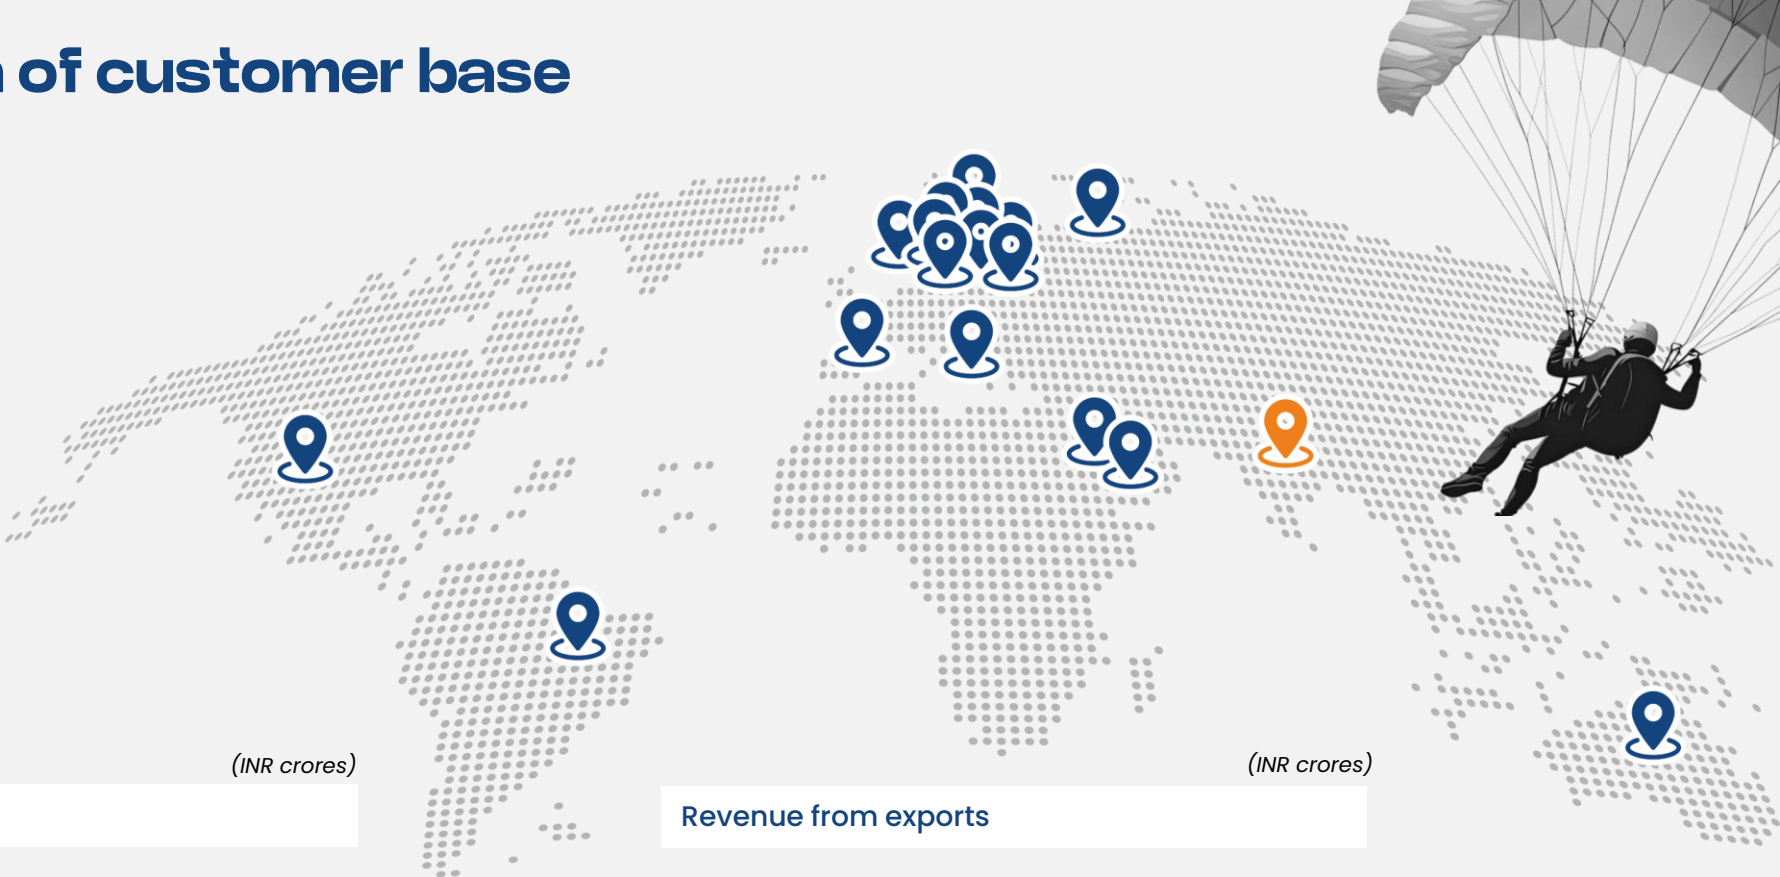 of customer base
(INR crores)
(INR crores)
Revenue from exports